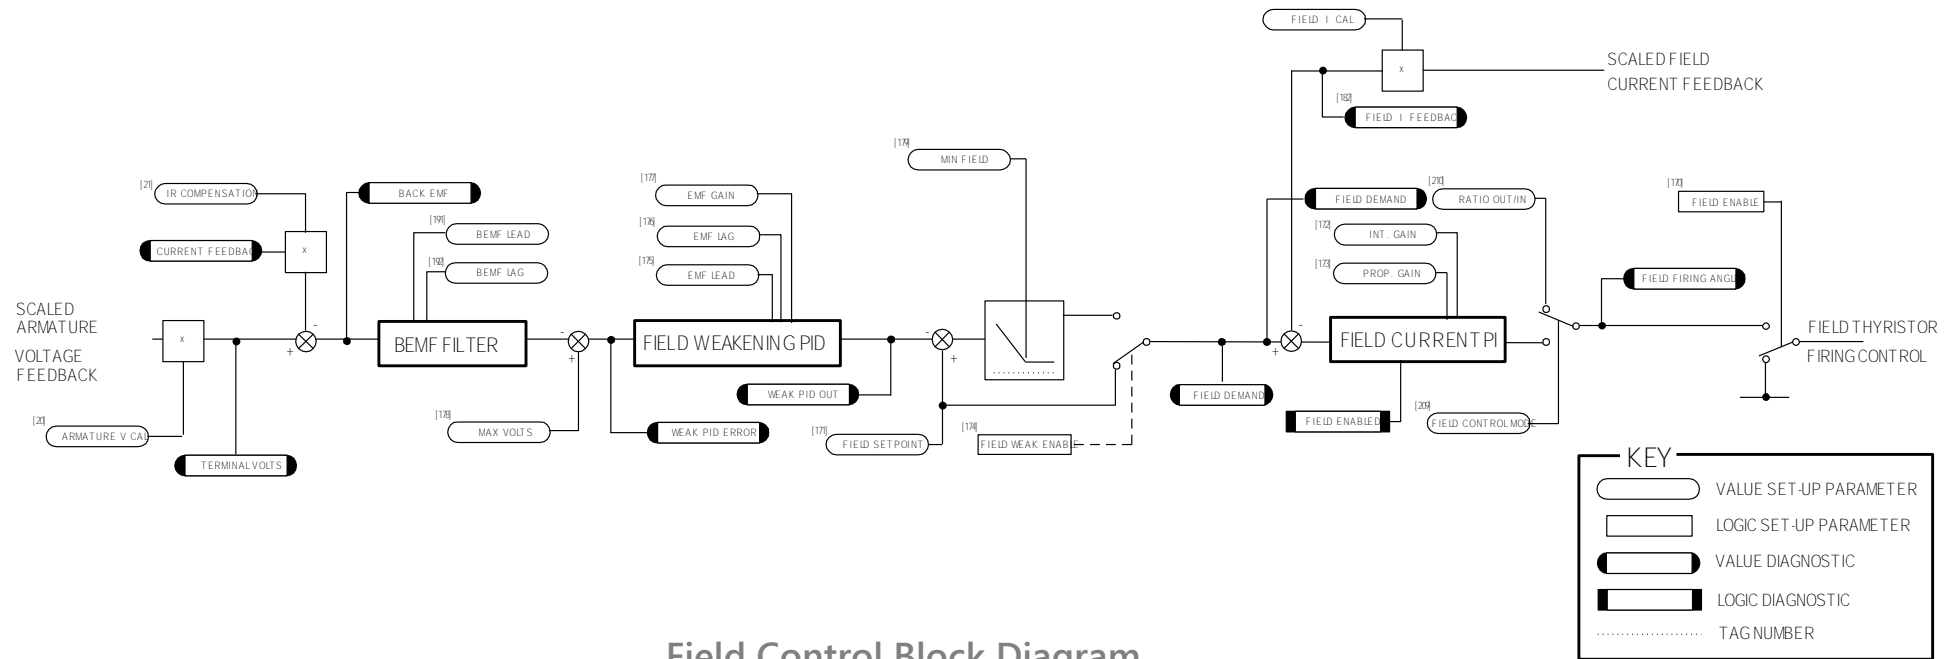 FIELD I CAL
x
SCALED FIELD
CURRENT FEEDBACK
[182]
FIELD I FEEDBAC
[179]
MIN FIELD
[21]
IR COMPENSATION
BACK EMF
[177]
EMF GAIN
FIELD DEMAND
[210]
RATIO OUT/IN
[170]
FIELD ENABLE
[191]
BEMF LEAD
[176]
EMF LAG
[172]
INT. GAIN
CURRENT FEEDBAC
x
[192]
BEMF LAG
[175]
EMF LEAD
[173]
PROP. GAIN
FIELD FIRING ANGL
SCALED
ARMATURE
VOLTAGE
FEEDBACK
x
-
+
BEMF FILTER
-
+
FIELD WEAKENING PID
-
+
-
+
FIELD CURRENT PI
FIELD THYRISTOR
FIRING CONTROL
WEAK PID OUT
FIELD DEMAND
[20]
ARMATURE V CAL
[178]
MAX VOLTS
WEAK PID ERROR
[171]
FIELD SETPOINT
[174]
FIELD WEAK ENABLE
FIELD ENABLED
[209]
FIELD CONTROL MODE
TERMINAL VOLTS
KEY
VALUE SET-UP PARAMETER
LOGIC SET-UP PARAMETER
VALUE DIAGNOSTIC
LOGIC DIAGNOSTIC
TAG NUMBER
Field Control Block Diagram